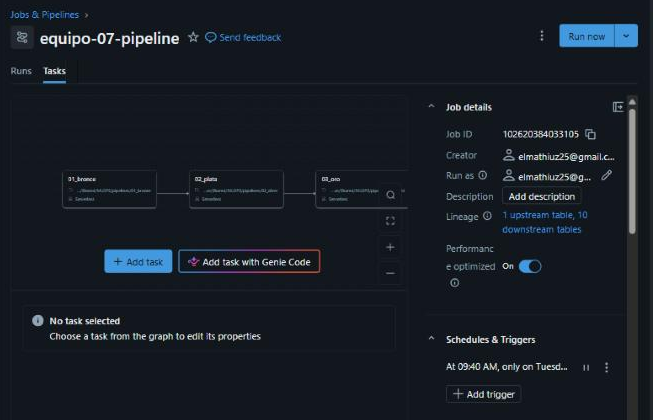 Jobs & Pipelines >
equipo-07-pipeline
Send feedback
Run now
Runs
Tasks
01_bronce
Serverless
02_plata
Serverless
03_oro
Serverless
+ Add task
Add task with Genie Code
No task selected
Choose a task from the graph to edit its properties
Job details
Job ID
102620384033105
Creator
elmathiuz25@gmail.c...
Run as
elmathiuz25@g...
Description
Add description
Lineage
1 upstream table, 10
downstream tables
Performanc
e optimized
On
Schedules & Triggers
At 09:40 AM, only on Tuesd...
+ Add trigger